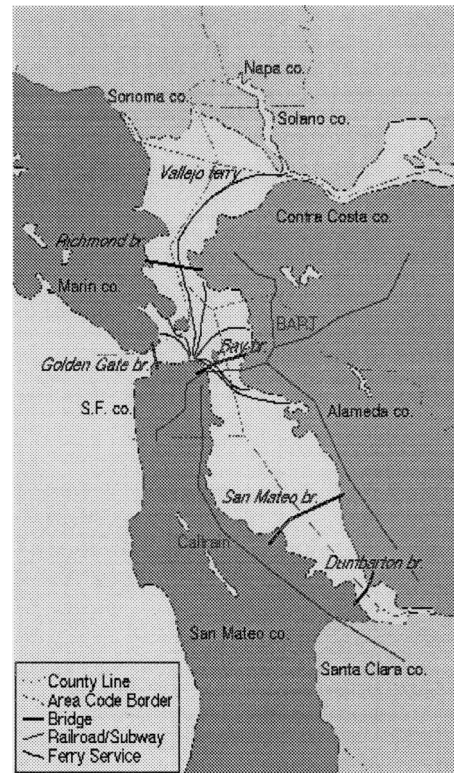 Napa co.
Sonoma co.
Solano co.
Vallejo ferry
Contra Costa co.
Richmond br.
Marin co.
BART
Bay br.
Golden Gate br.
S.F. co.
Alameda co.
San Mateo br.
Caltrain
Dumbarton br.
San Mateo co.
Santa Clara co.
County Line
Area Code Border
Bridge
Railroad/Subway
Ferry Service